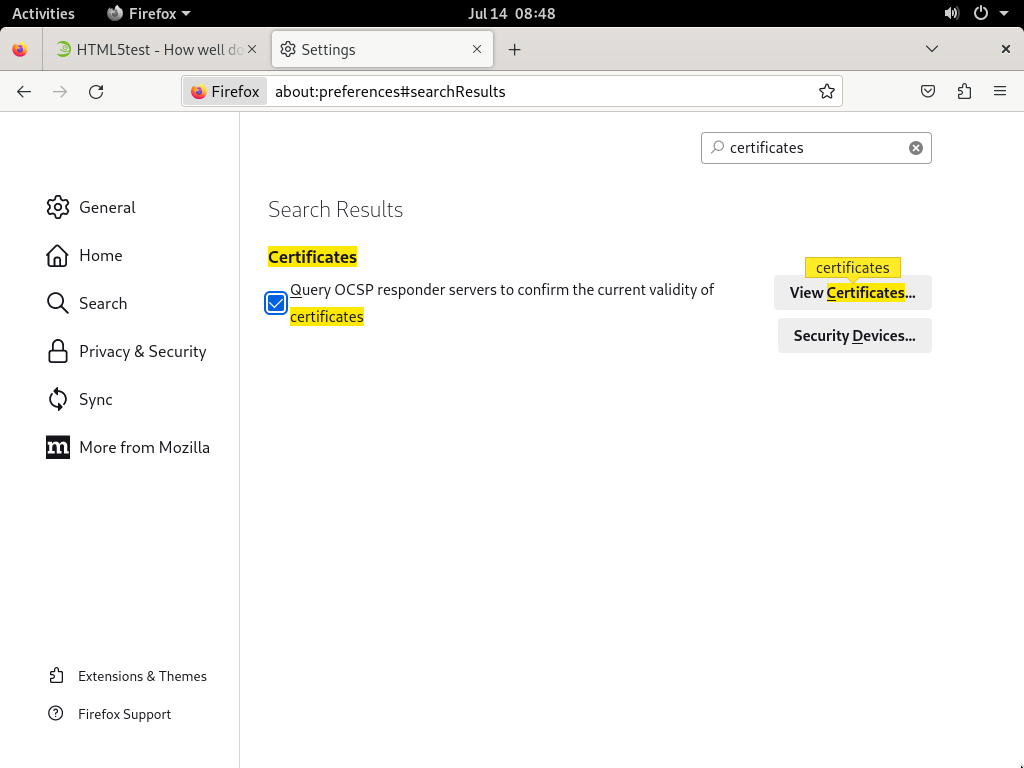 Activities
Firefox
Jul 14 08:48
HTML5test - How well do
Settings
Firefox
about:preferences#searchResults
certificates
General
Home
Search
Privacy & Security
Sync
More from Mozilla
Extensions & Themes
Firefox Support
Search Results
Certificates
Query OCSP responder servers to confirm the current validity of
certificates
certificates
View Certificates...
Security Devices...